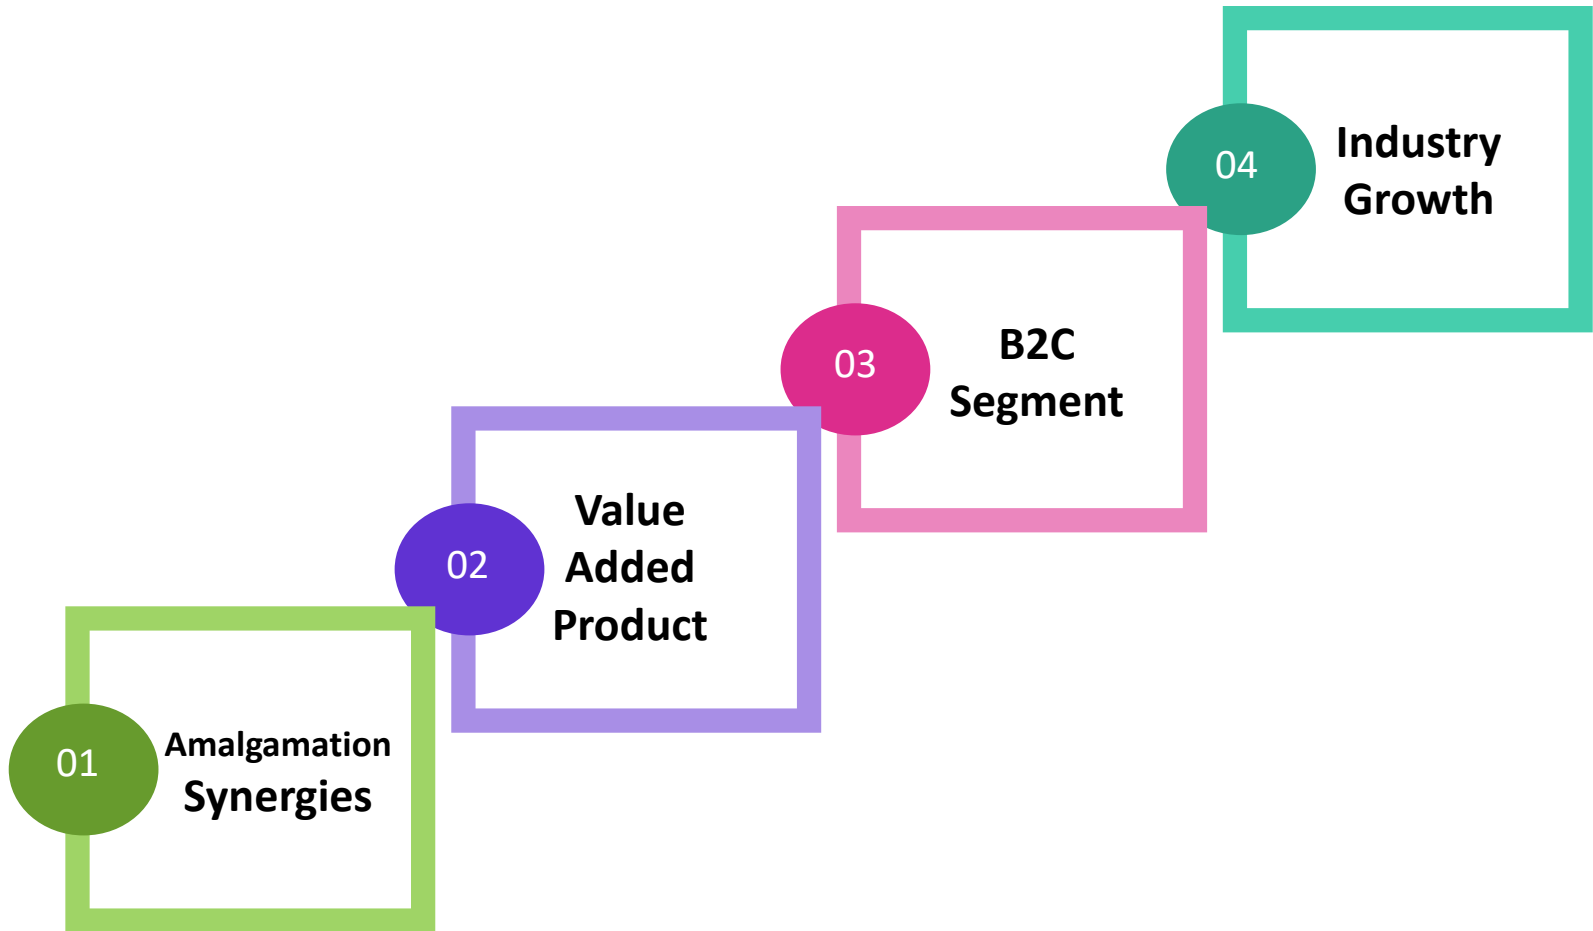 01
Amalgamation
Synergies
02
Value
Added
Product
03
B2C
Segment
04
Industry
Growth